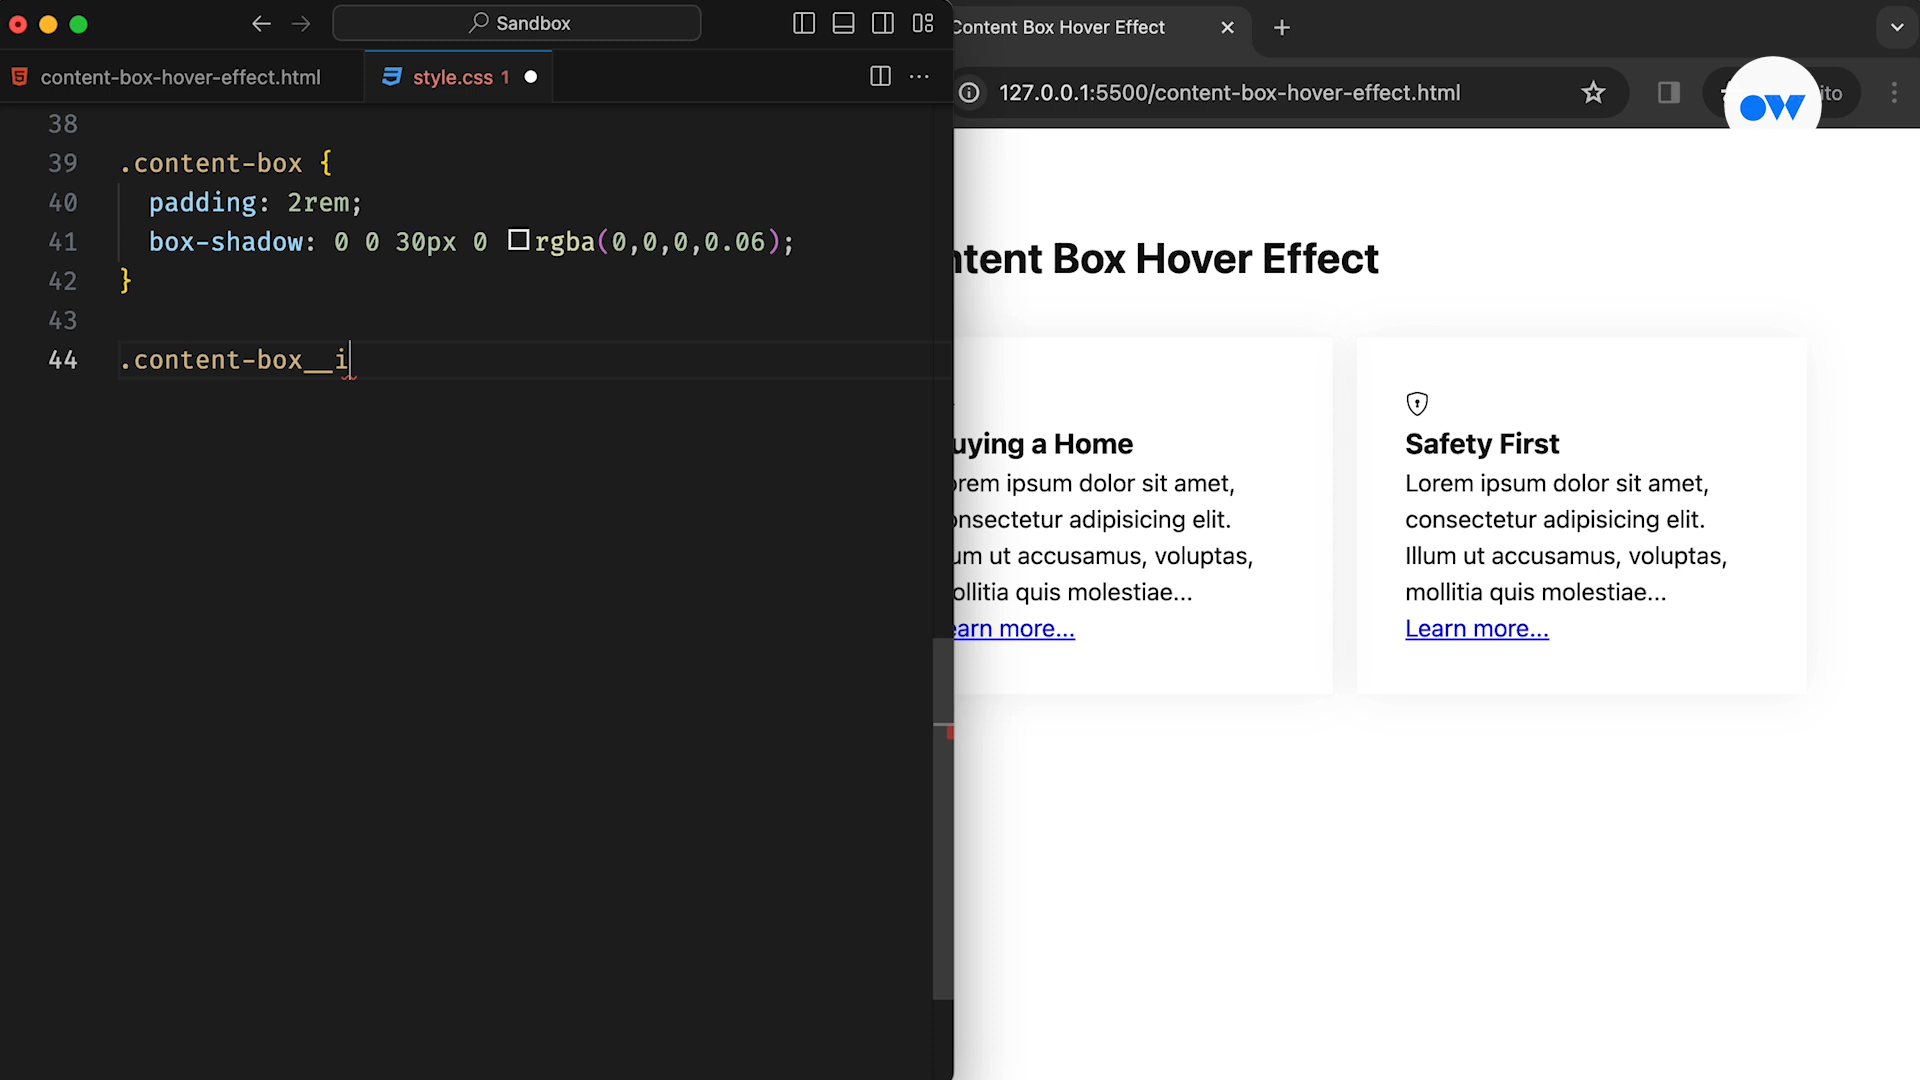 Sandbox
content-box-hover-effect.html
style.css 1
38
39 .content-box {
40 padding: 2rem;
41 box-shadow: 0 0 30px 0 rgba(0,0,0,0.06);
42 }
43
44 .content-box__i
Content Box Hover Effect
127.0.0.1:5500/content-box-hover-effect.html
ito
OW
ntent Box Hover Effect
uying a Home
orem ipsum dolor sit amet,
onsectetur adipisicing elit.
um ut accusamus, voluptas,
ollitia quis molestiae...
earn more...
Safety First
Lorem ipsum dolor sit amet,
consectetur adipisicing elit.
Illum ut accusamus, voluptas,
mollitia quis molestiae...
Learn more...